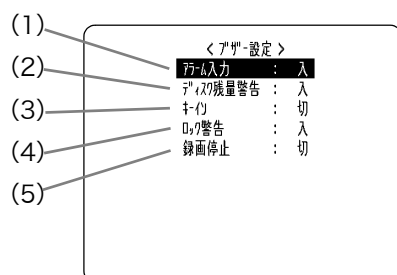 (1)
(2)
(3)
(4)
(5)
< ﾌﾞｻﾞｰ設定 >
ｱﾗｰﾑ入力 : 入
ﾃﾞｨｽｸ残量警告 : 入
ｷｰｲﾝ : 切
ﾛｯｸ警告 : 入
録画停止 : 切